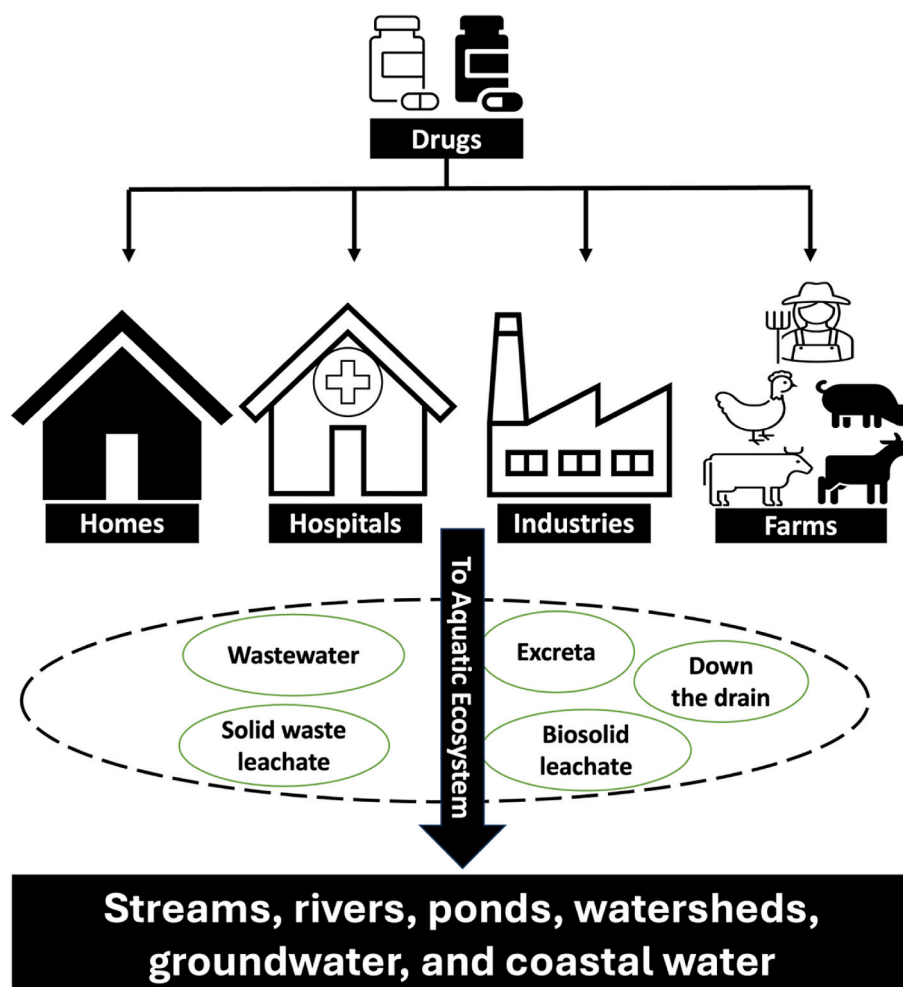 Drugs
Homes
Hospitals
Industries
Farms
To Aquatic Ecosystem
Wastewater
Excreta
Down
the drain
Solid waste
leachate
Biosolid
leachate
Streams, rivers, ponds, watersheds,
groundwater, and coastal water